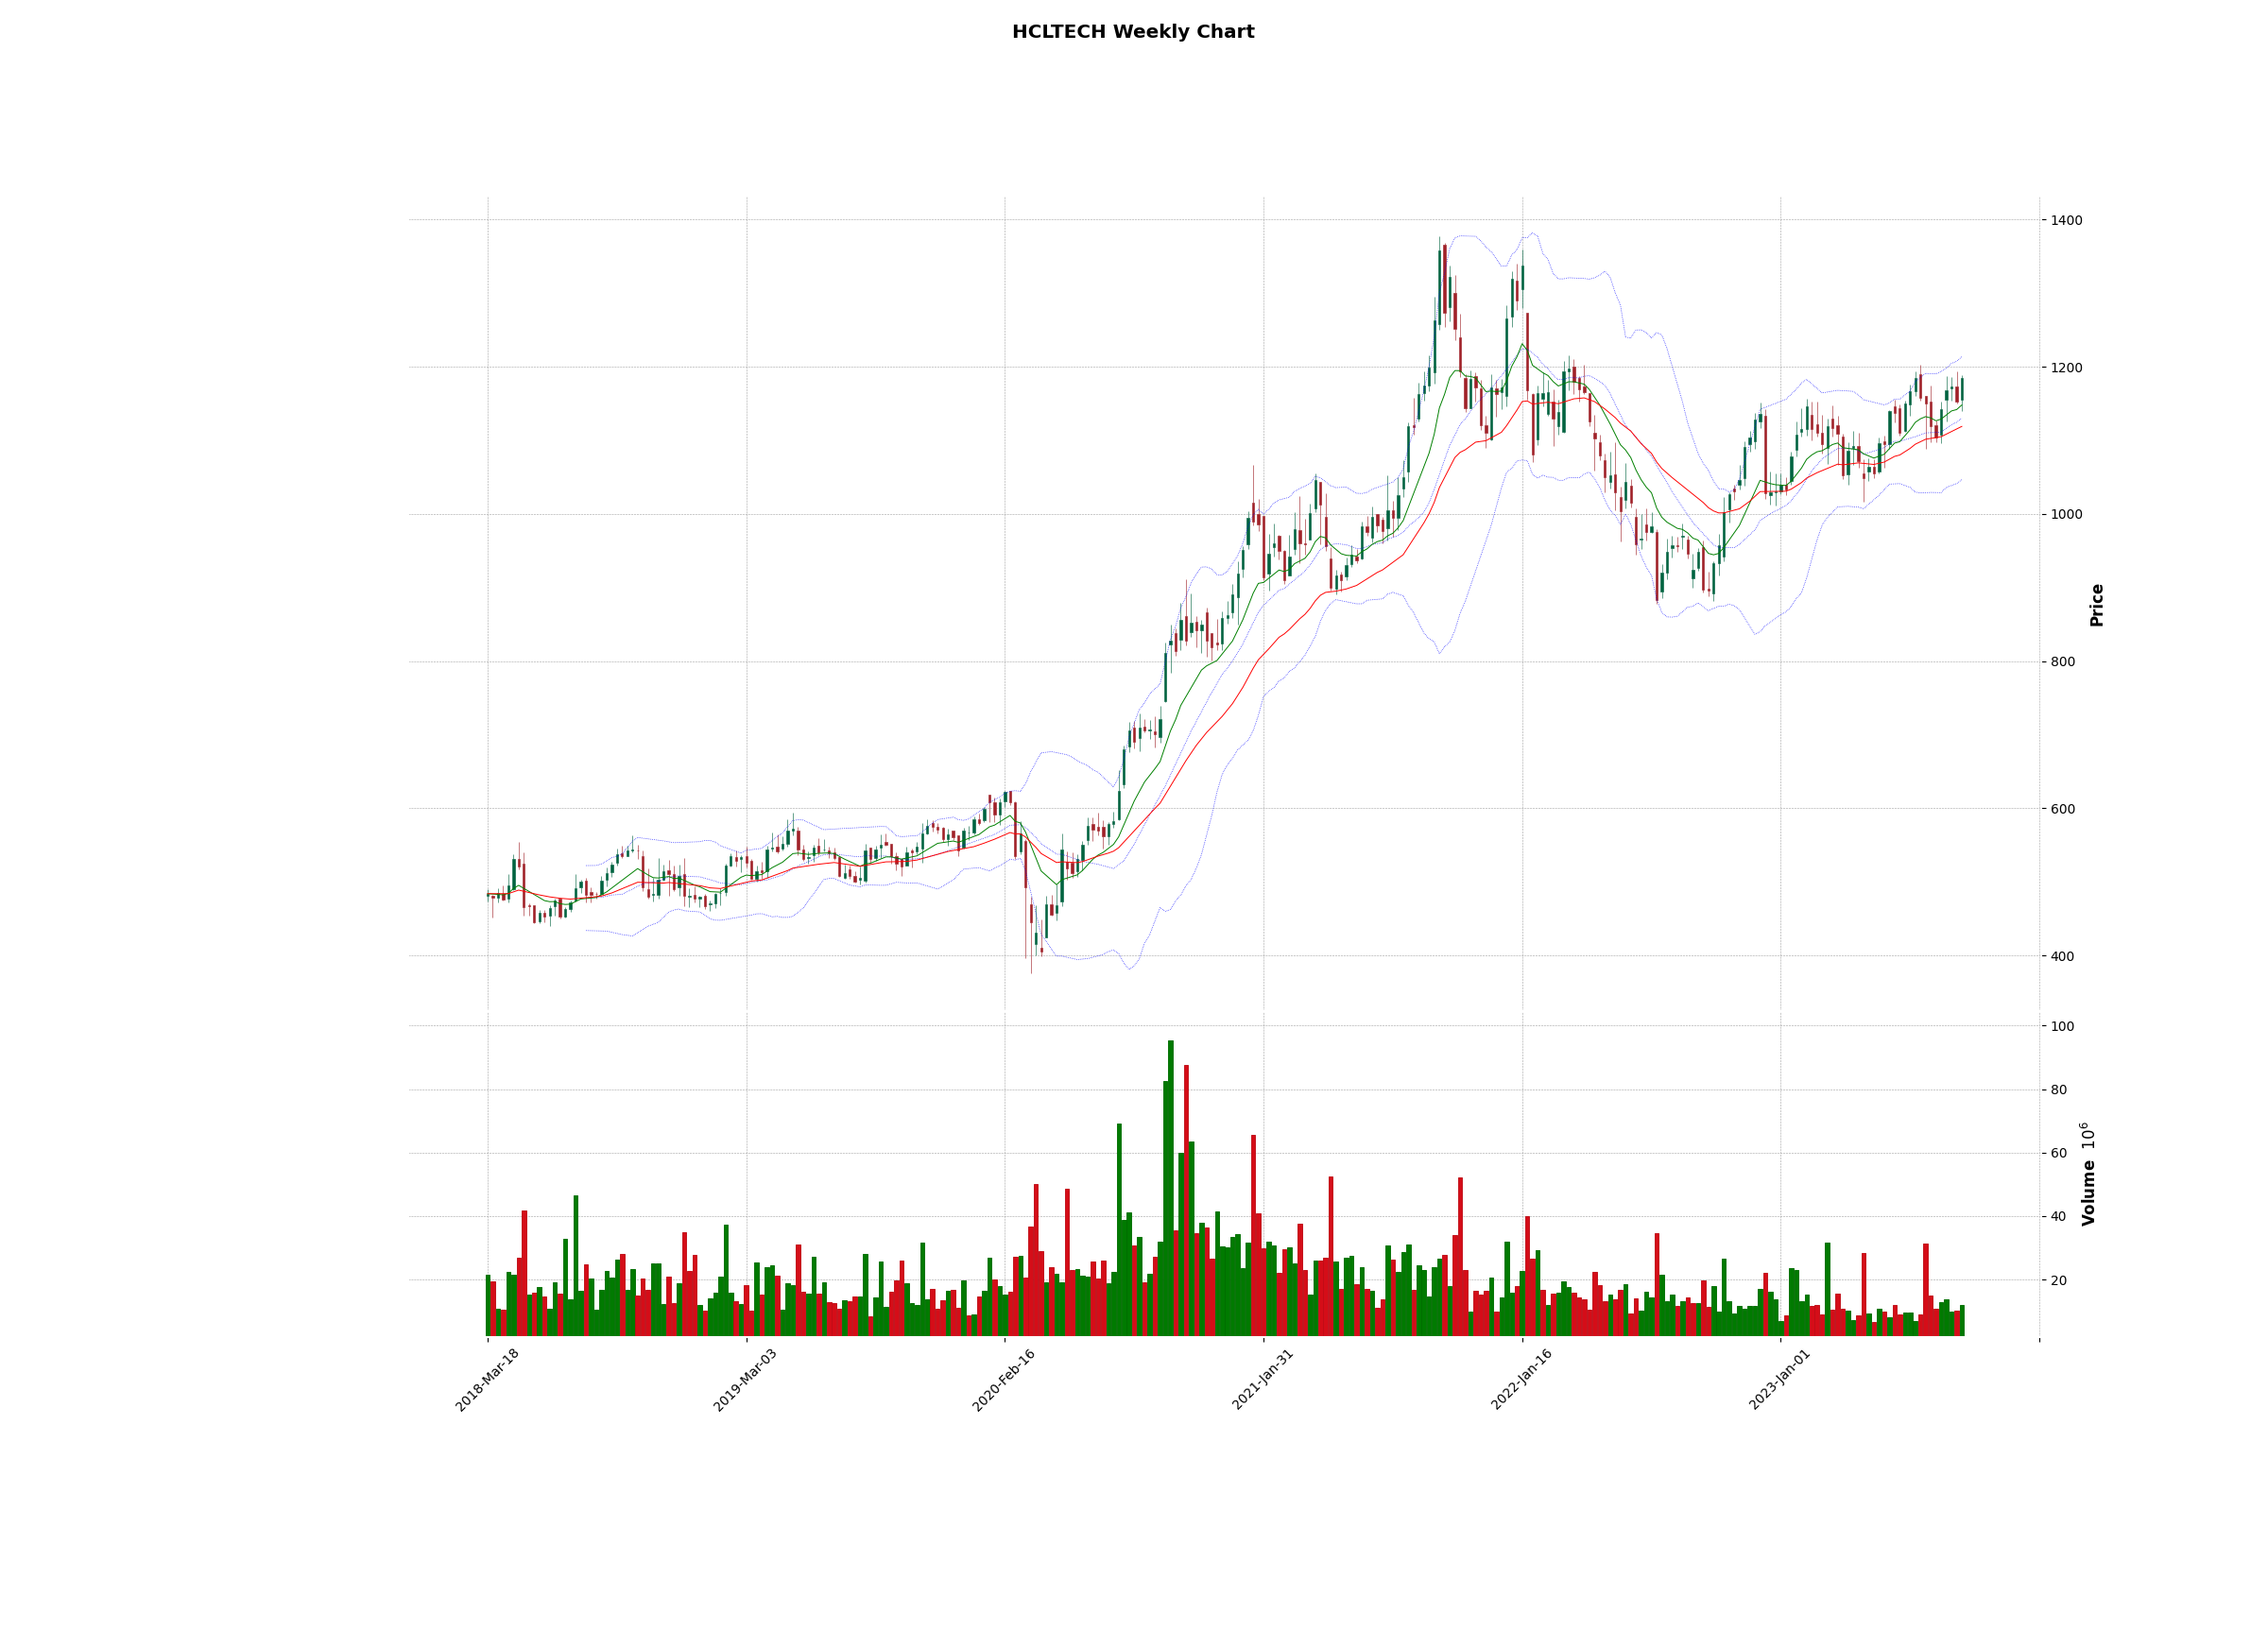 HCLTECH Weekly Chart
1400
1200
1000
800
600
400
Price
100
80
60
40
20
Volume 10^6
2018-Mar-18
2019-Mar-03
2020-Feb-16
2021-Jan-31
2022-Jan-16
2023-Jan-01